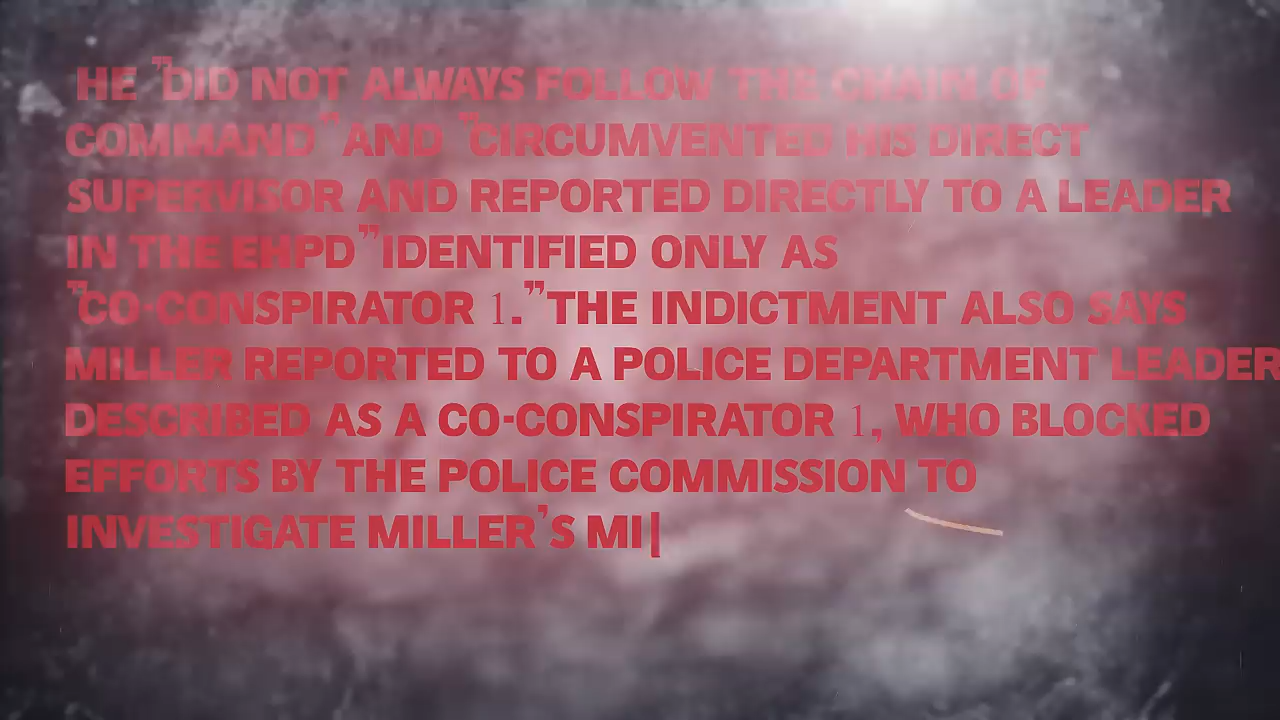 HE "DID NOT ALWAYS FOLLOW THE CHAIN OF
COMMAND" AND "CIRCUMVENTED HIS DIRECT
SUPERVISOR AND REPORTED DIRECTLY TO A LEADER
IN THE EHPD" IDENTIFIED ONLY AS
"CO-CONSPIRATOR 1." THE INDICTMENT ALSO SAYS
MILLER REPORTED TO A POLICE DEPARTMENT LEADER
DESCRIBED AS A CO-CONSPIRATOR 1, WHO BLOCKED
EFFORTS BY THE POLICE COMMISSION TO
INVESTIGATE MILLER'S MI|